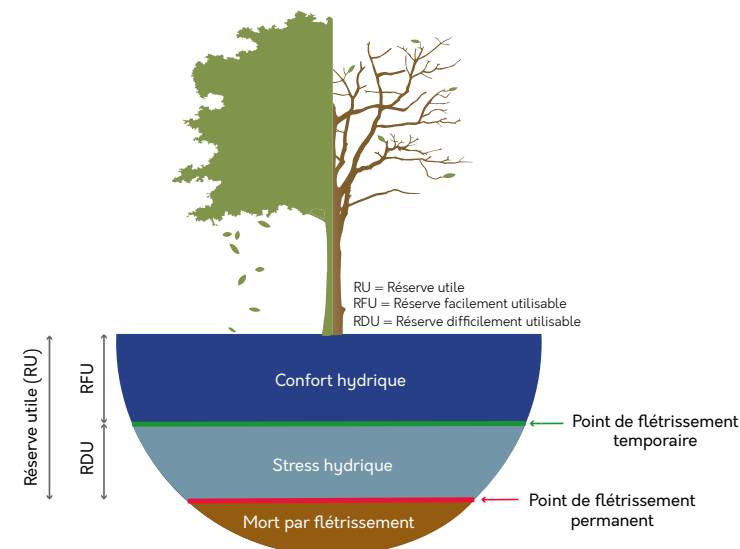 RU = Réserve utile
RFU = Réserve facilement utilisable
RDU = Réserve difficilement utilisable
Réserve utile (RU)
RFU
RDU
Confort hydrique
Point de flétrissement
temporaire
Stress hydrique
Point de flétrissement
permanent
Mort par flétrissement